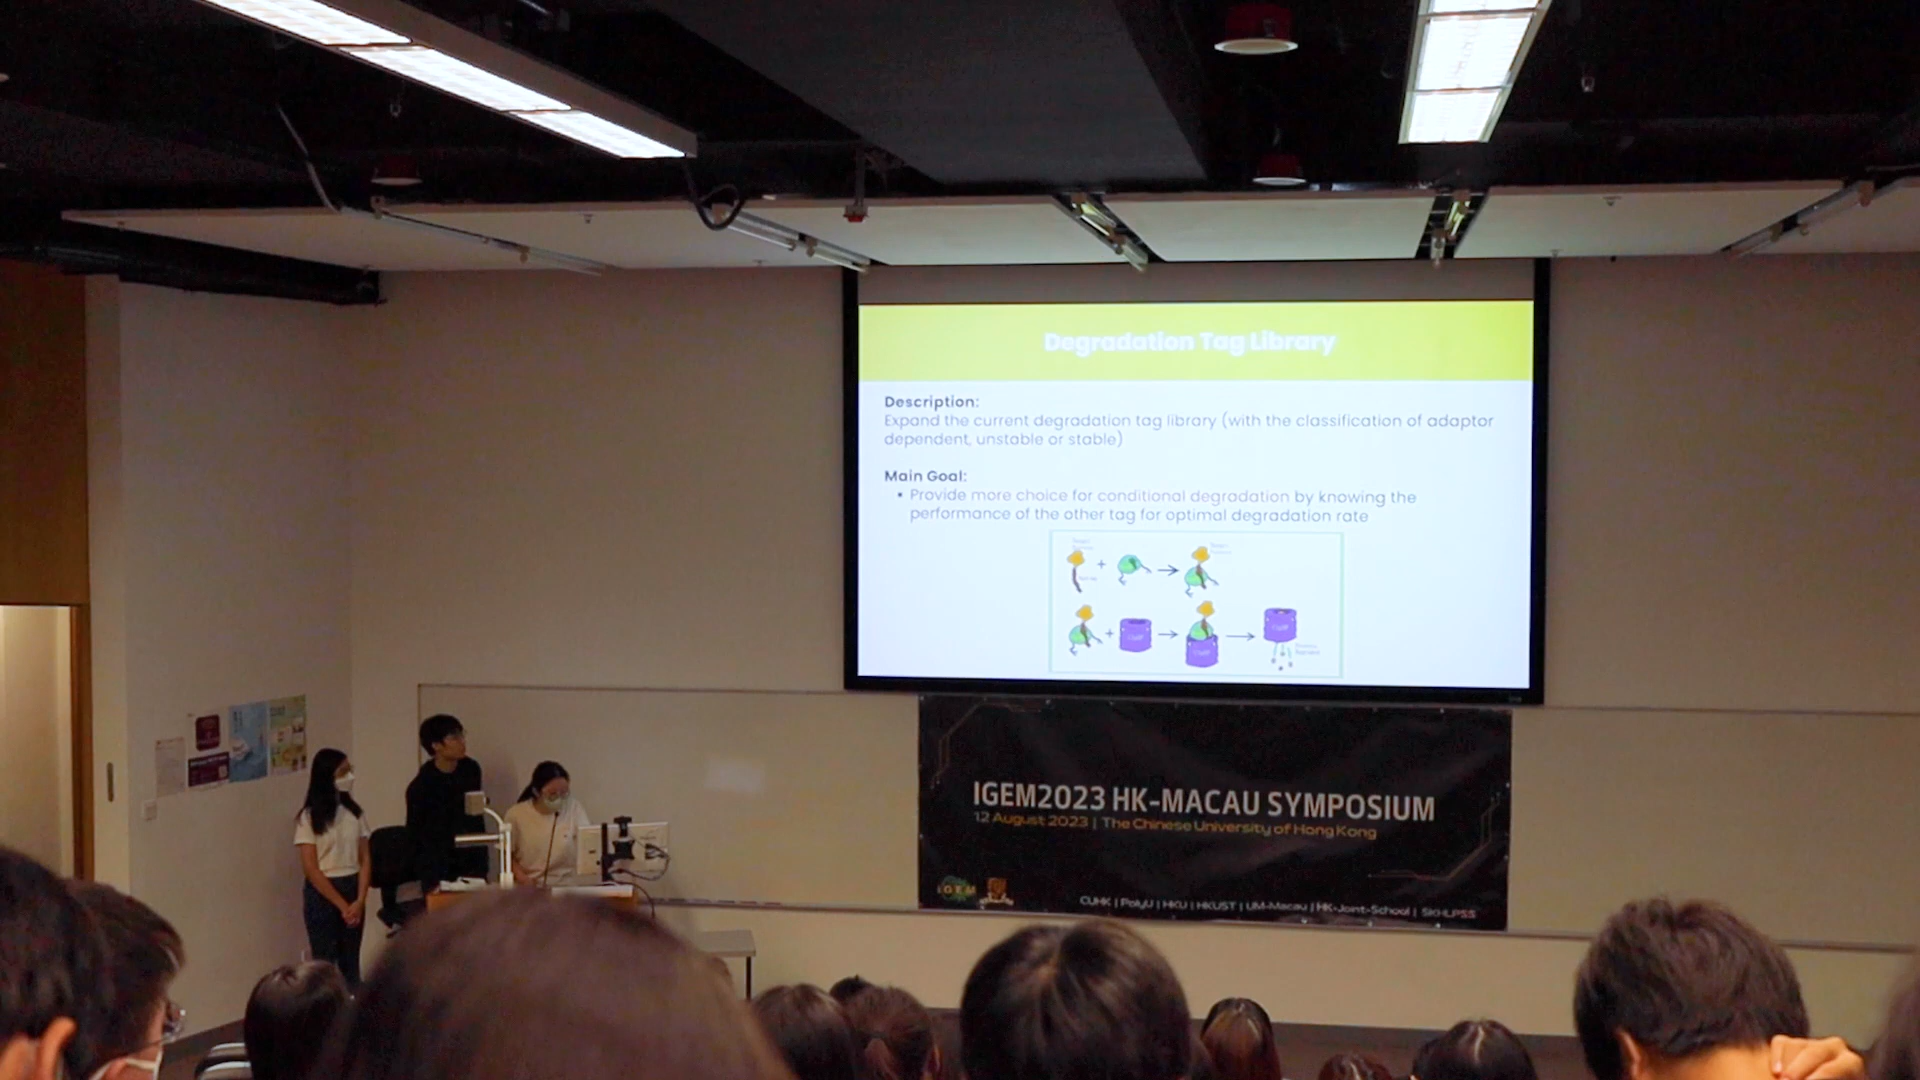 Degradation Tag Library
Description:
Expand the current degradation tag library (with the classification of adaptor
dependent, unstable or stable)
Main Goal:
▪ Provide more choice for conditional degradation by knowing the
performance of the other tag for optimal degradation rate
IGEM2023 HK-MACAU SYMPOSIUM
12 August 2023 | The Chinese University of Hong Kong
iGEM
CUHK | PolyU | HKU | HKUST | UM-Macau | HK-Joint-School | SKHLPSS